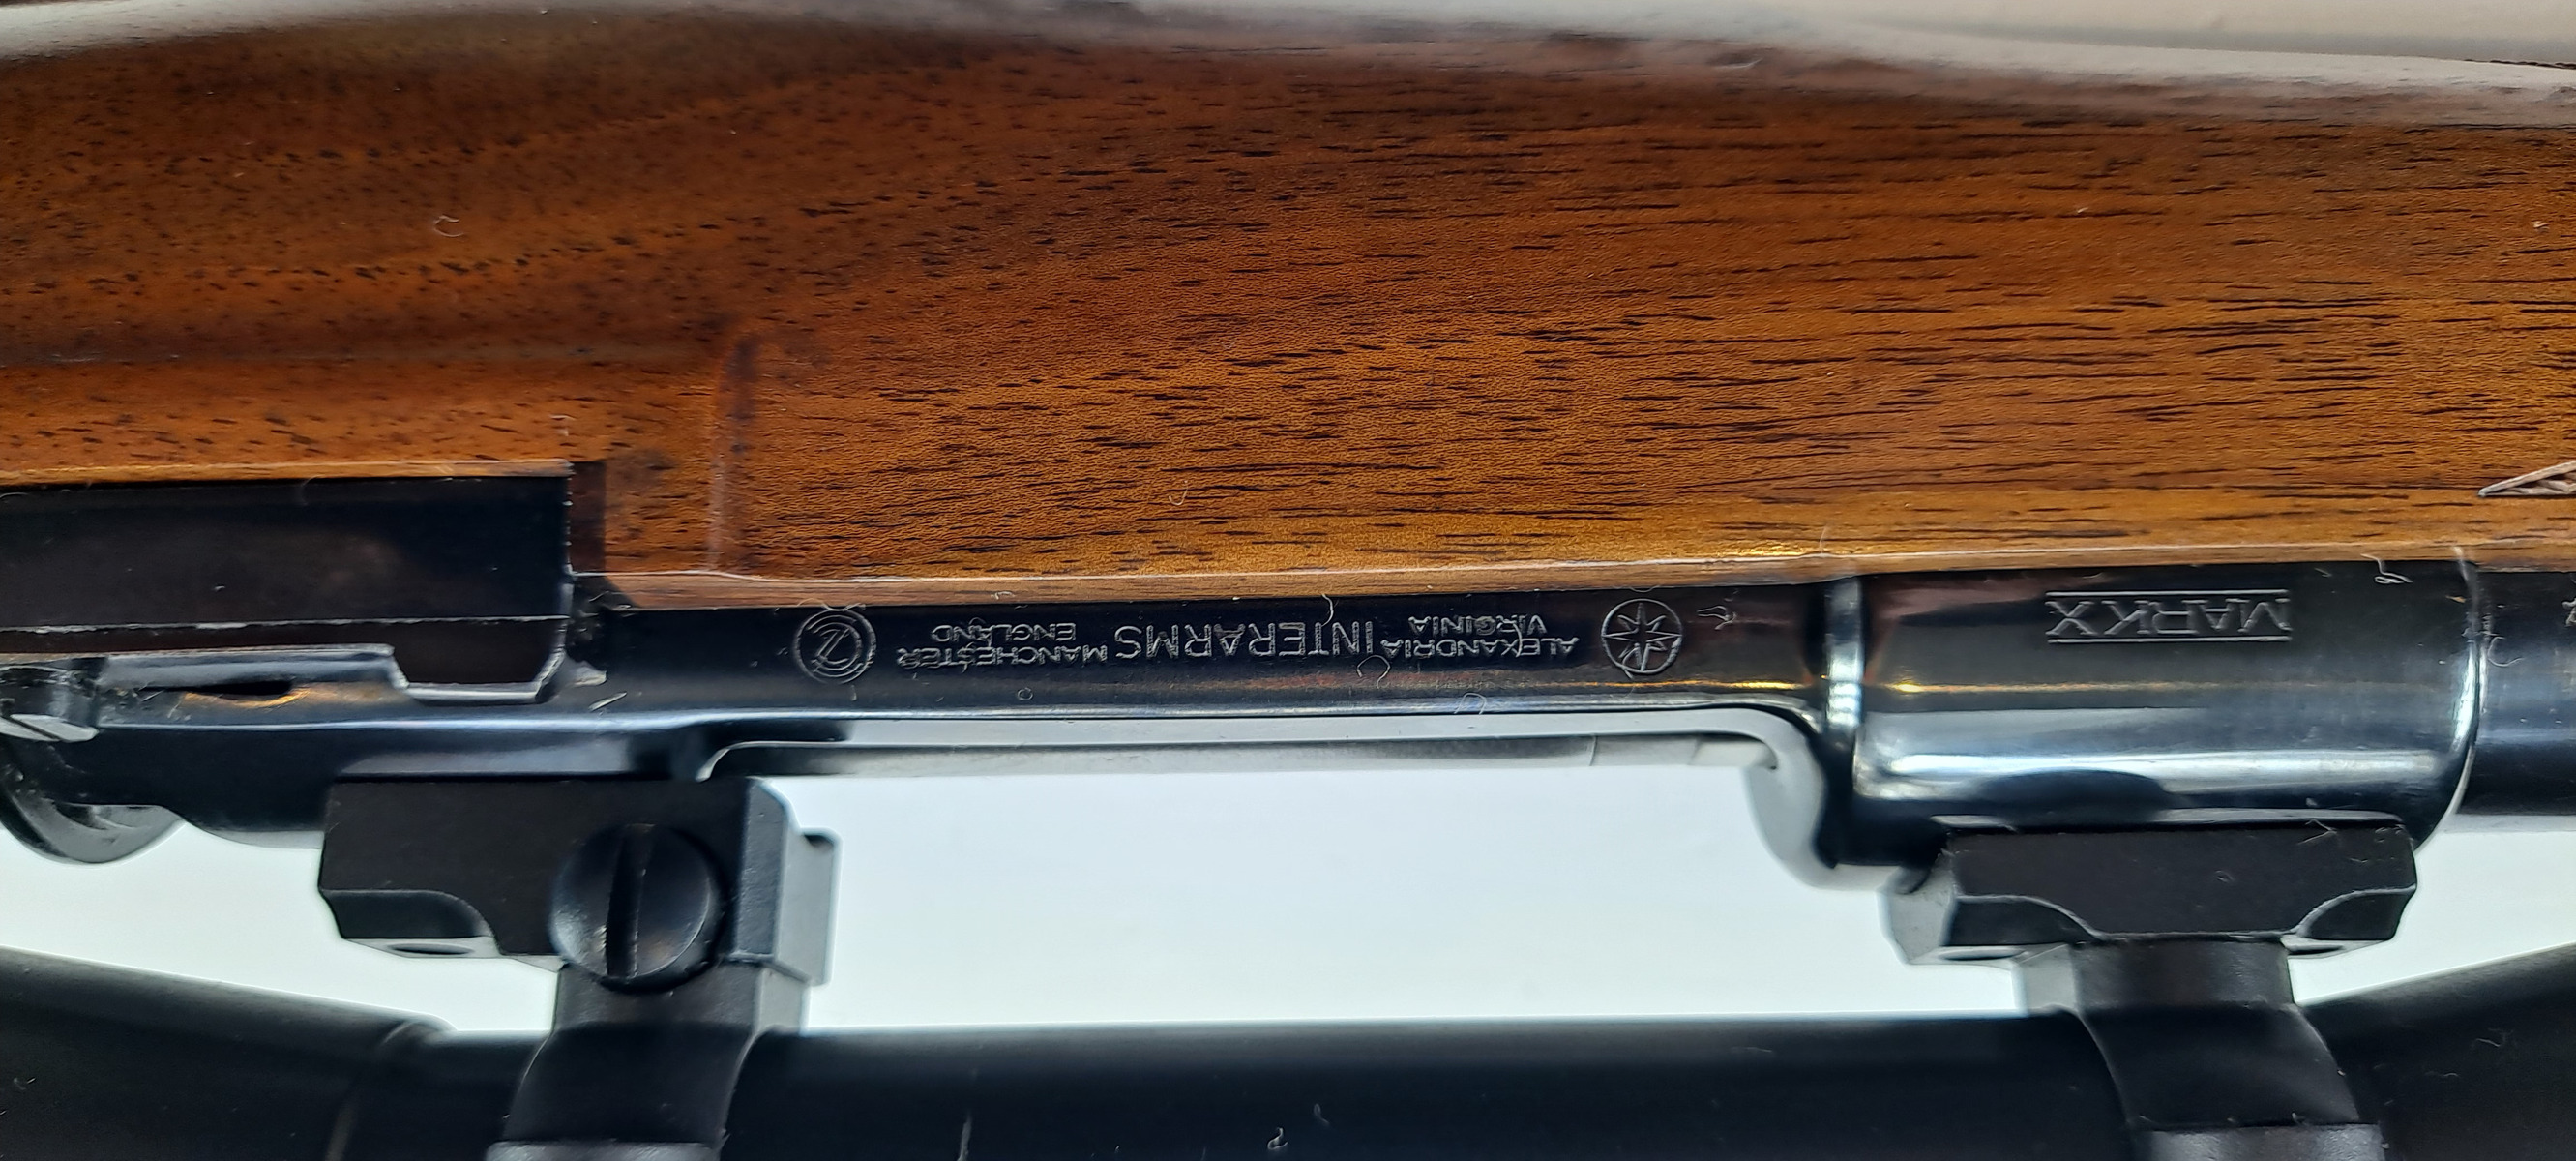 MARK X
ALEXANDRIA
VIRGINIA
INTERARMS
MANCHESTER
ENGLAND